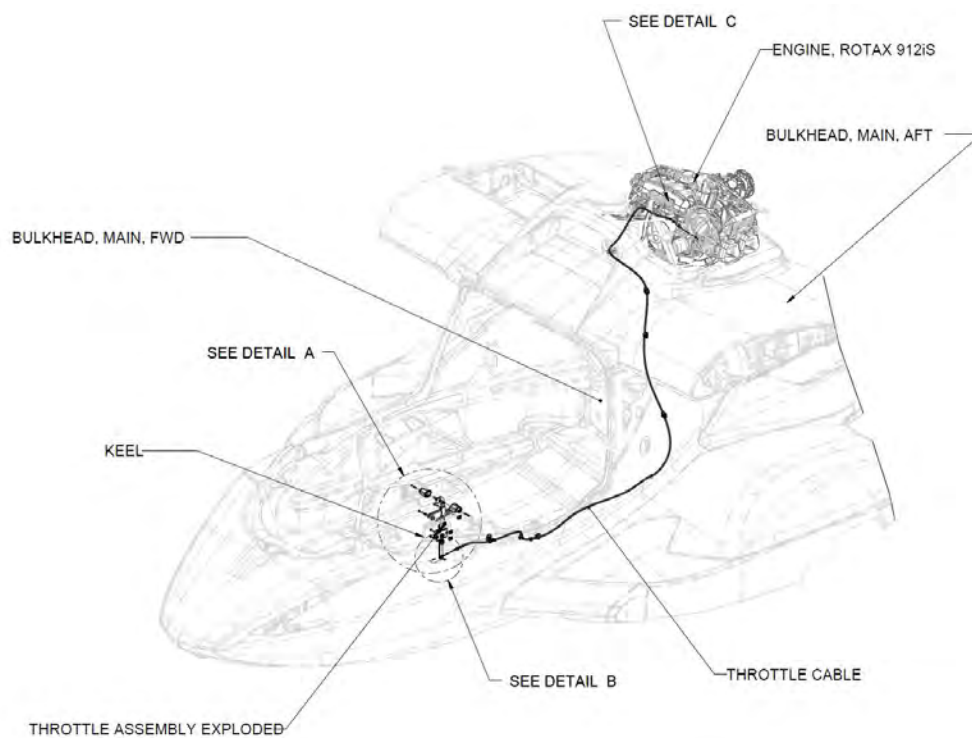 SEE DETAIL C
ENGINE, ROTAX 912iS
BULKHEAD, MAIN, AFT
BULKHEAD, MAIN, FWD
SEE DETAIL A
KEEL
SEE DETAIL B
THROTTLE CABLE
THROTTLE ASSEMBLY EXPLODED